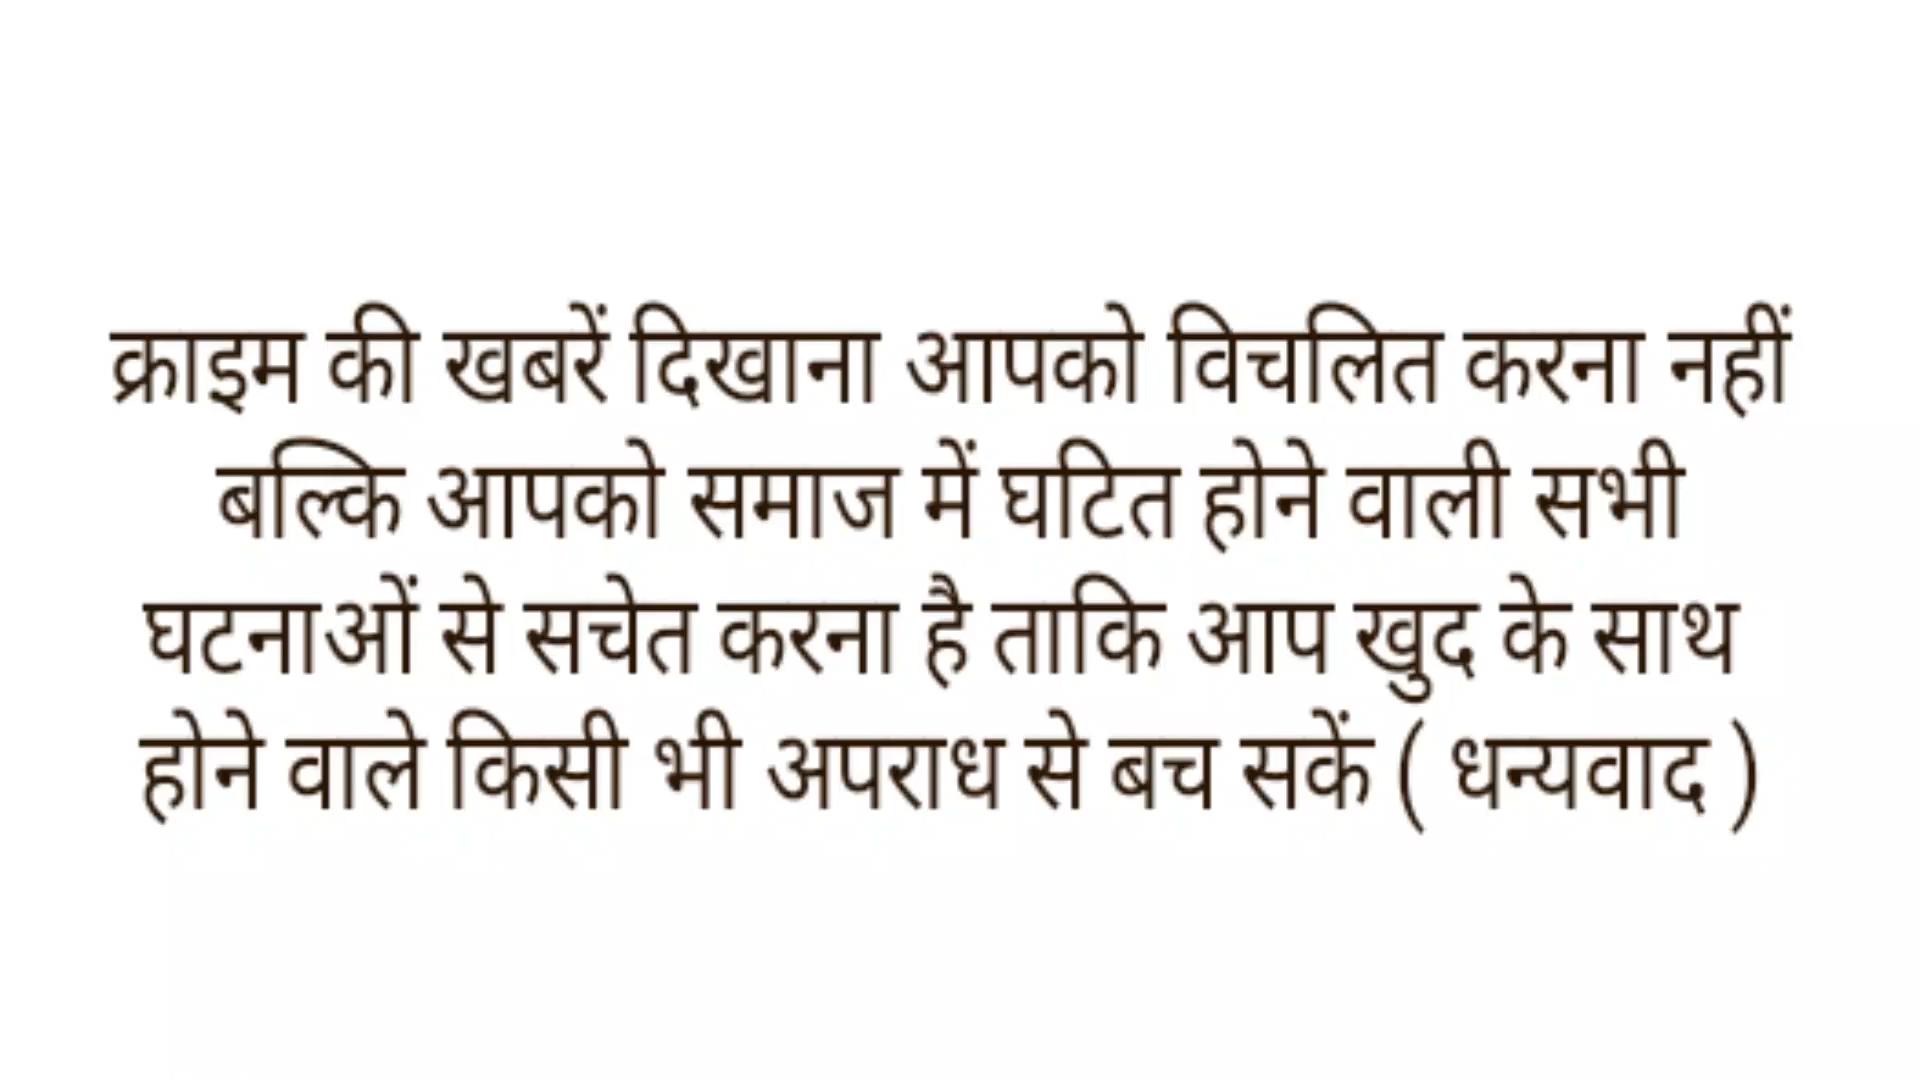 क्राइम की खबरें दिखाना आपको विचलित करना नहीं
बल्कि आपको समाज में घटित होने वाली सभी
घटनाओं से सचेत करना है ताकि आप खुद के साथ
होने वाले किसी भी अपराध से बच सकें ( धन्यवाद )